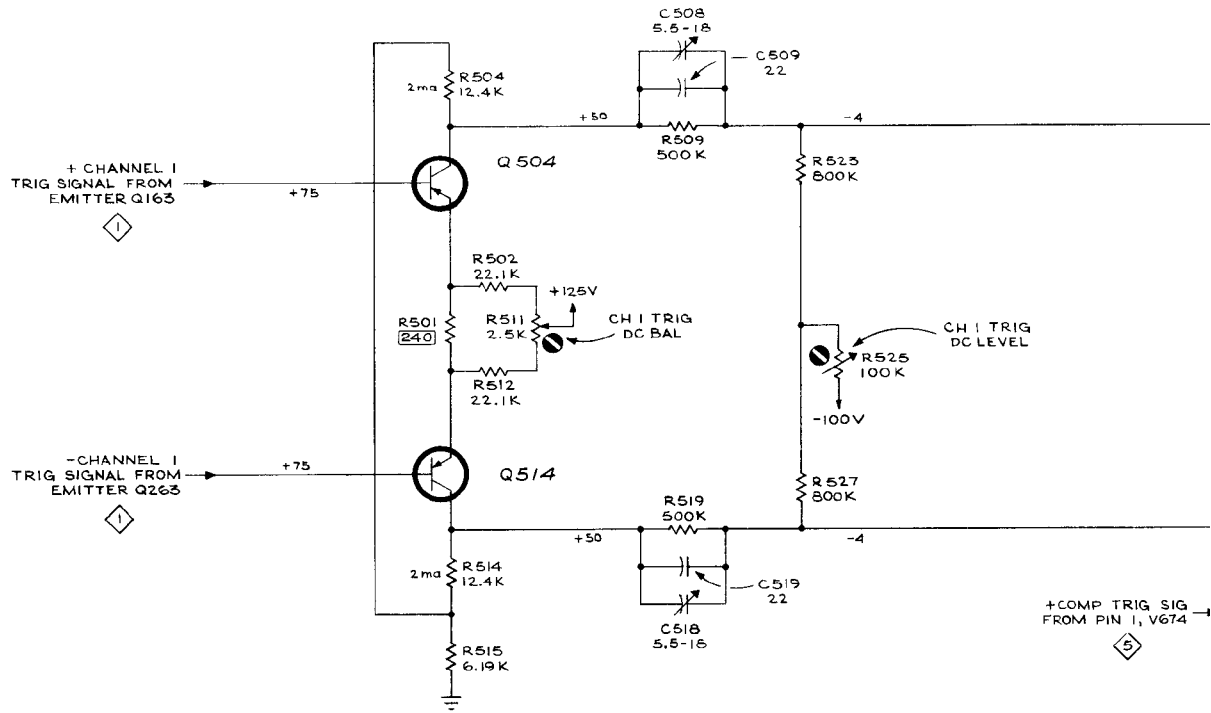 C508
5.5-18
C509
22
2ma
R504
12.4K
+50
-4
R509
500K
Q504
+ CHANNEL 1
TRIG SIGNAL FROM
EMITTER Q163
1
+75
R523
800K
R502
22.1K
+125V
R501
240
R511
2.5K
CH 1 TRIG
DC BAL
R512
22.1K
CH 1 TRIG
DC LEVEL
R525
100K
-100V
-CHANNEL 1
TRIG SIGNAL FROM
EMITTER Q263
1
+75
Q514
R519
500K
R527
800K
+50
-4
2ma
R514
12.4K
C519
22
C518
5.5-18
R515
6.19K
+COMP TRIG SIG
FROM PIN 1, V674
5